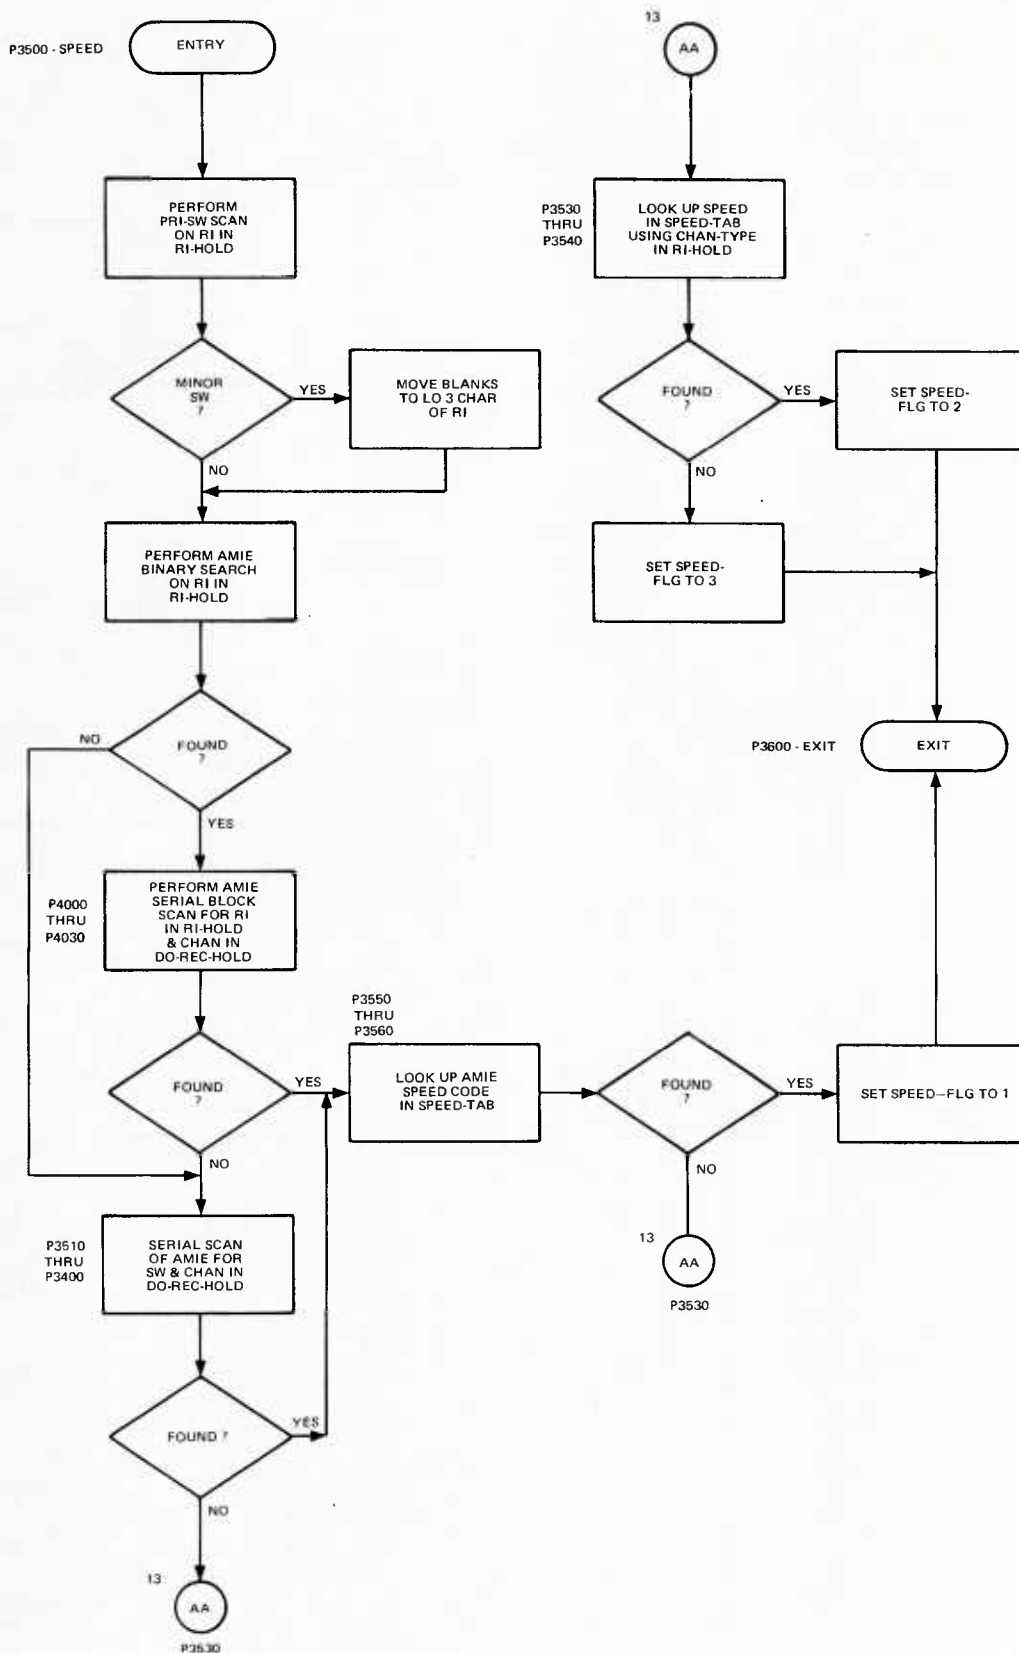 P3500 - SPEED
ENTRY
PERFORM
PRI-SW SCAN
ON RI IN
RI-HOLD
MINOR
SW
?
YES
MOVE BLANKS
TO LO 3 CHAR
OF RI
NO
PERFORM AMIE
BINARY SEARCH
ON RI IN
RI-HOLD
NO
FOUND
?
YES
P4000
THRU
P4030
PERFORM AMIE
SERIAL BLOCK
SCAN FOR RI
IN RI-HOLD
& CHAN IN
DO-REC-HOLD
FOUND
?
YES
NO
P3510
THRU
P3400
SERIAL SCAN
OF AMIE FOR
SW & CHAN IN
DO-REC-HOLD
FOUND ?
YES
NO
13
AA
P3530
P3550
THRU
P3560
LOOK UP AMIE
SPEED CODE
IN SPEED-TAB
FOUND
?
YES
SET SPEED–FLG TO 1
NO
13
AA
P3530
13
AA
P3530
THRU
P3540
LOOK UP SPEED
IN SPEED-TAB
USING CHAN-TYPE
IN RI-HOLD
FOUND
?
YES
SET SPEED-
FLG TO 2
NO
SET SPEED-
FLG TO 3
P3600 - EXIT
EXIT